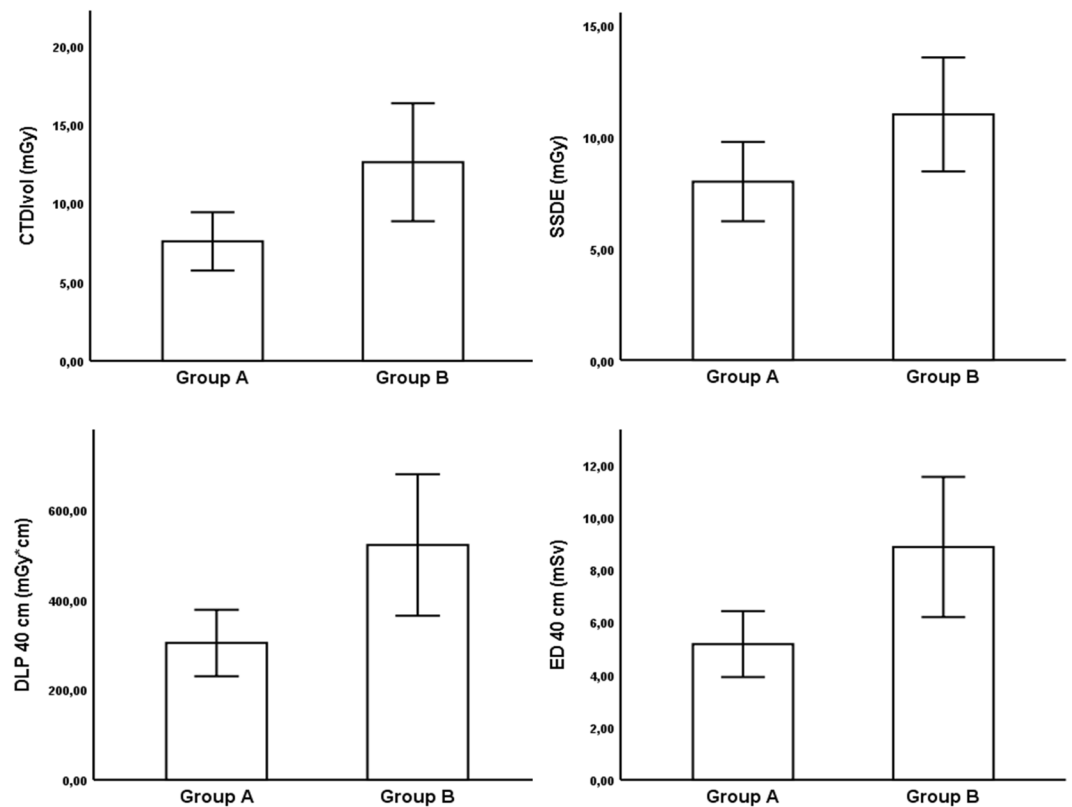 CTDIvol (mGy)
20,00
15,00
10,00
5,00
0,00
Group A
Group B
SSDE (mGy)
15,00
10,00
5,00
0,00
Group A
Group B
DLP 40 cm (mGy*cm)
600,00
400,00
200,00
0,00
Group A
Group B
ED 40 cm (mSv)
12,00
10,00
8,00
6,00
4,00
2,00
0,00
Group A
Group B